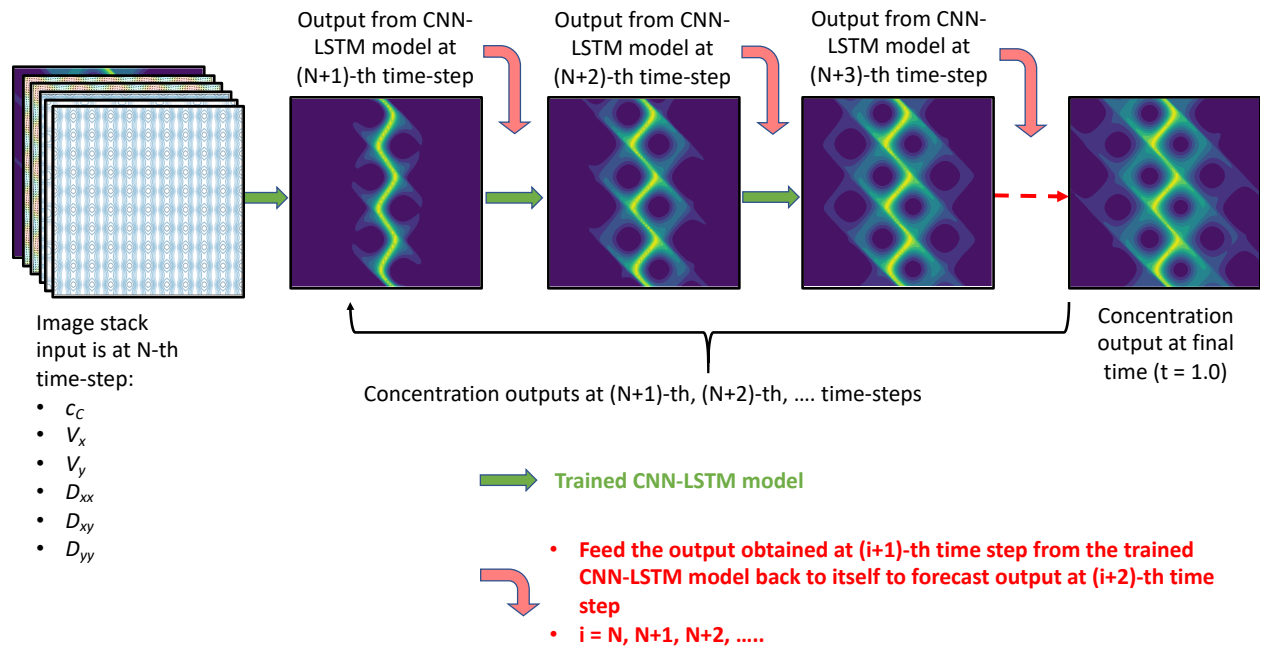 Output from CNN-
LSTM model at
(N+1)-th time-step
Output from CNN-
LSTM model at
(N+2)-th time-step
Output from CNN-
LSTM model at
(N+3)-th time-step
Image stack
input is at N-th
time-step:
• c_C
• V_x
• V_y
• D_xx
• D_xy
• D_yy
Concentration
output at final
time (t = 1.0)
Concentration outputs at (N+1)-th, (N+2)-th, .... time-steps
Trained CNN-LSTM model
• Feed the output obtained at (i+1)-th time step from the trained
CNN-LSTM model back to itself to forecast output at (i+2)-th time
step
• i = N, N+1, N+2, .....